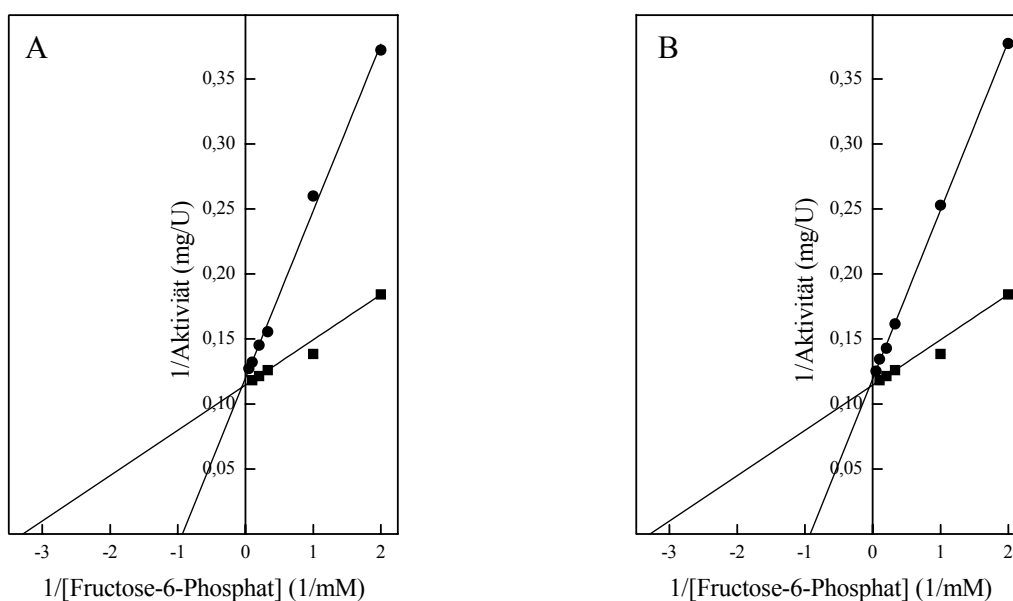 A
0,35
0,30
0,25
0,20
0,15
0,10
0,05
1/Aktiviät (mg/U)
-3 -2 -1 0 1 2
1/[Fructose-6-Phosphat] (1/mM)
B
0,35
0,30
0,25
0,20
0,15
0,10
0,05
1/Aktivität (mg/U)
-3 -2 -1 0 1 2
1/[Fructose-6-Phosphat] (1/mM)